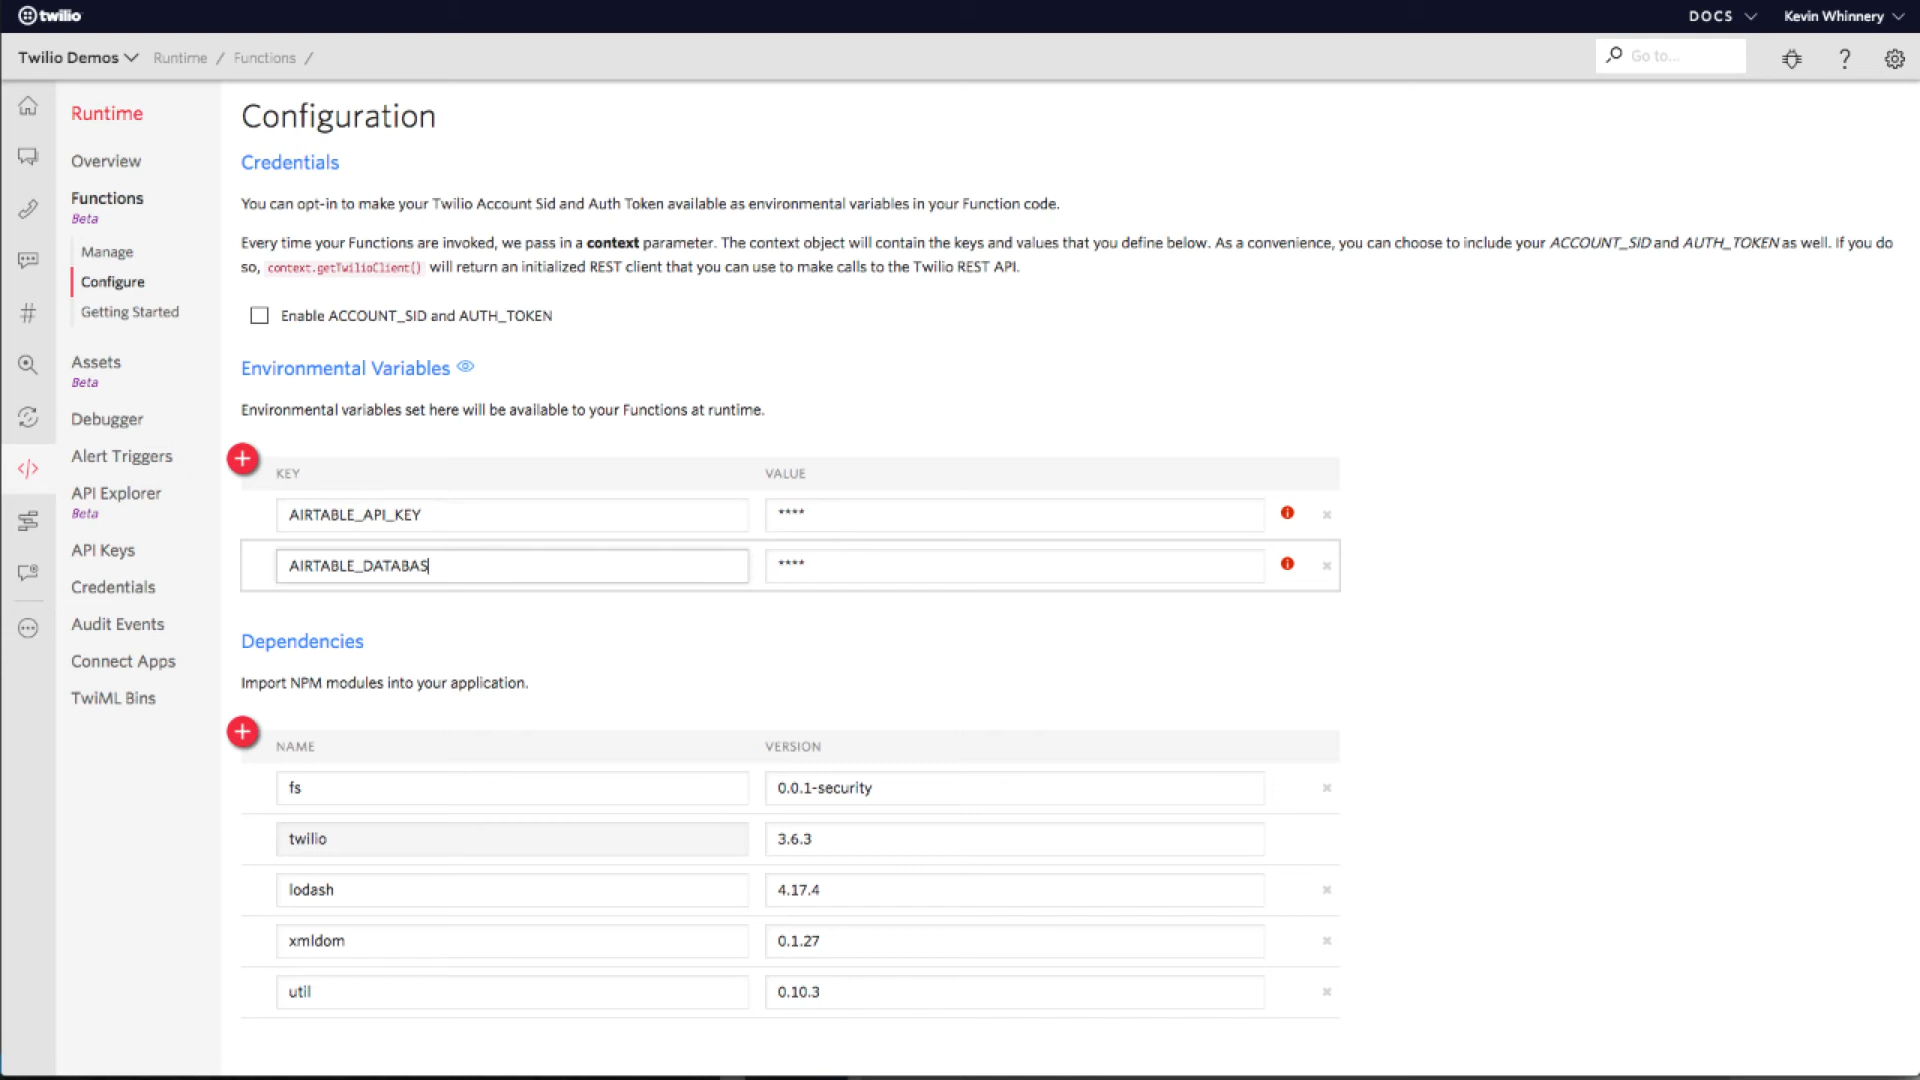 twilio
DOCS
Kevin Whinnery
Twilio Demos
Runtime / Functions /
Go to...
Runtime
Overview
Functions
Beta
Manage
Configure
Getting Started
Assets
Beta
Debugger
Alert Triggers
API Explorer
Beta
API Keys
Credentials
Audit Events
Connect Apps
TwiML Bins
Configuration
Credentials
You can opt-in to make your Twilio Account Sid and Auth Token available as environmental variables in your Function code.
Every time your Functions are invoked, we pass in a context parameter. The context object will contain the keys and values that you define below. As a convenience, you can choose to include your ACCOUNT_SID and AUTH_TOKEN as well. If you do
so, context.getTwilioClient() will return an initialized REST client that you can use to make calls to the Twilio REST API.
Enable ACCOUNT_SID and AUTH_TOKEN
Environmental Variables
Environmental variables set here will be available to your Functions at runtime.
KEY VALUE
AIRTABLE_API_KEY ****
AIRTABLE_DATABAS ****
Dependencies
Import NPM modules into your application.
NAME VERSION
fs 0.0.1-security
twilio 3.6.3
lodash 4.17.4
xmldom 0.1.27
util 0.10.3